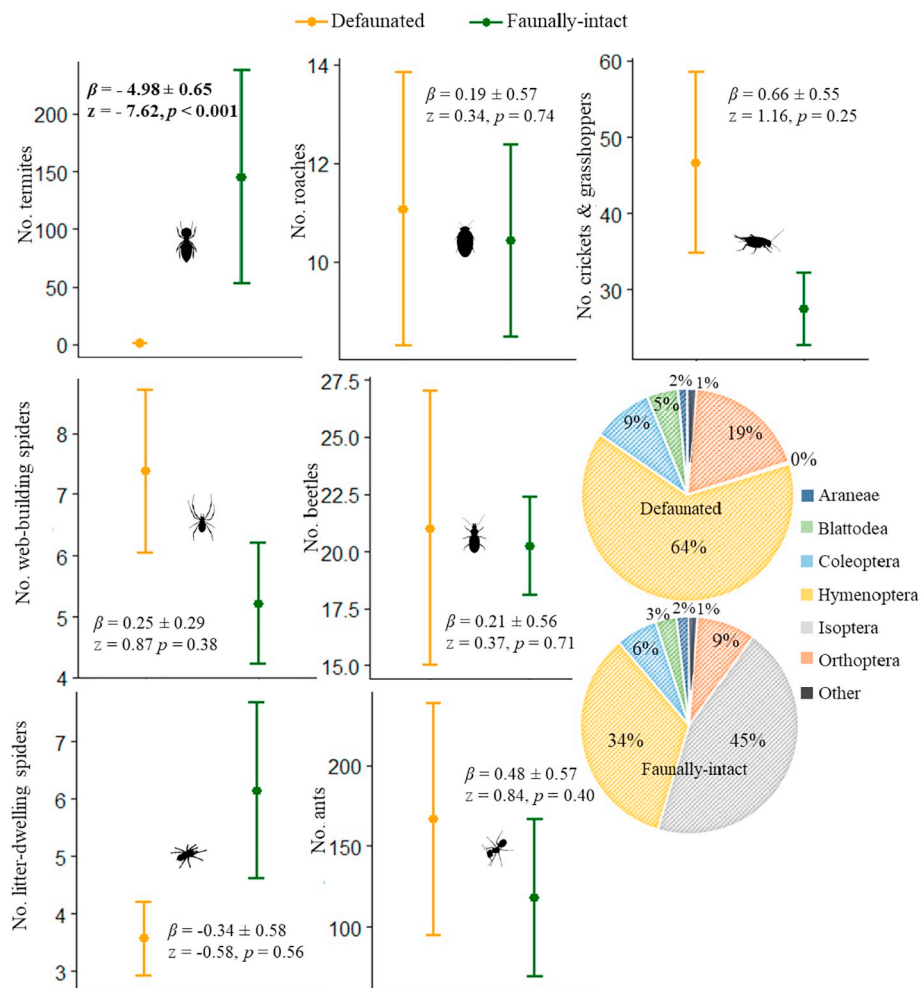 Defaunated
Faunally-intact
No. termites
200
150
100
50
0
β = - 4.98 ± 0.65
z = - 7.62, p < 0.001
No. roaches
14
12
10
β = 0.19 ± 0.57
z = 0.34, p = 0.74
No. crickets & grasshoppers
60
50
40
30
β = 0.66 ± 0.55
z = 1.16, p = 0.25
No. web-building spiders
8
7
6
5
4
β = 0.25 ± 0.29
z = 0.87 p = 0.38
No. beetles
27.5
25.0
22.5
20.0
17.5
15.0
β = 0.21 ± 0.56
z = 0.37, p = 0.71
2%
1%
5%
9%
19%
0%
Defaunated
64%
Araneae
Blattodea
Coleoptera
Hymenoptera
Isoptera
Orthoptera
Other
3%
2%
1%
6%
9%
34%
45%
Faunally-intact
No. litter-dwelling spiders
7
6
5
4
3
β = -0.34 ± 0.58
z = -0.58, p = 0.56
No. ants
200
150
100
β = 0.48 ± 0.57
z = 0.84, p = 0.40